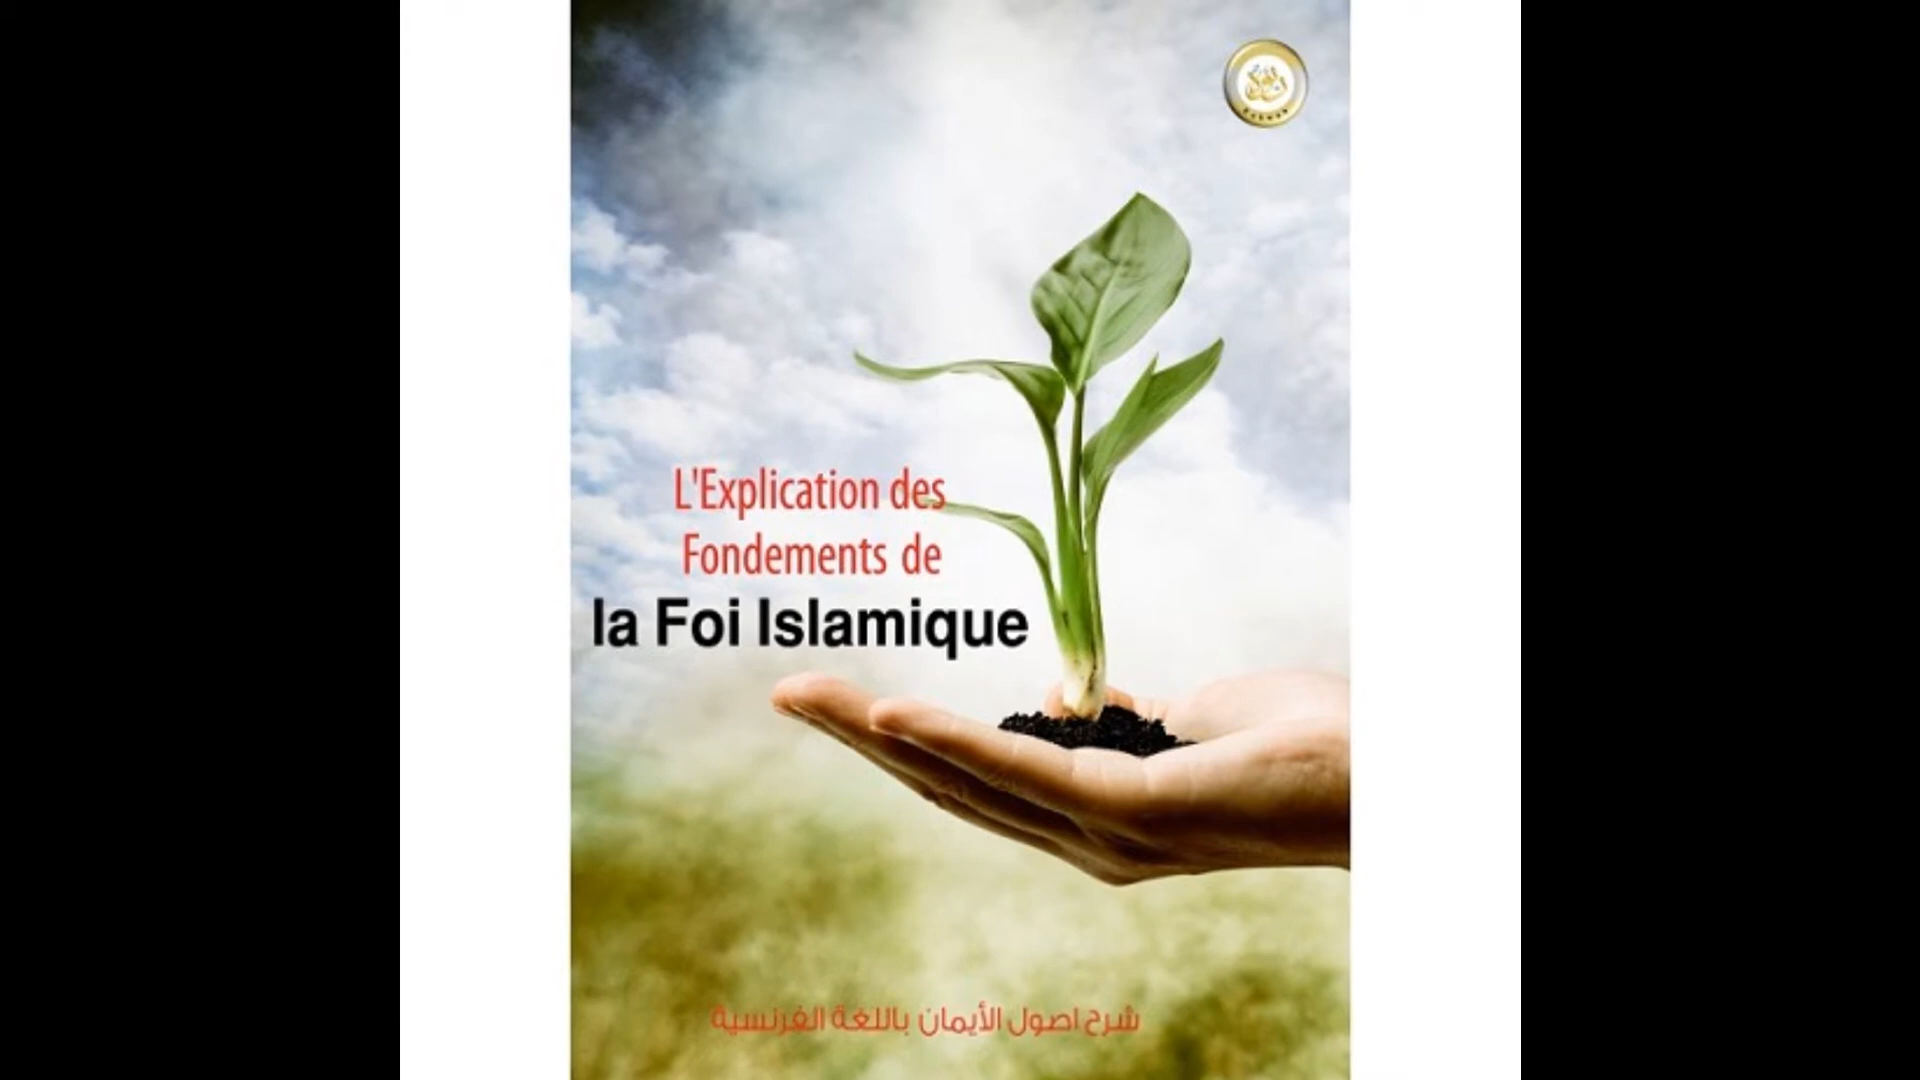 L'Explication des
Fondements de
la Foi Islamique
شرح اصول الأيمان باللغة الفرنسية